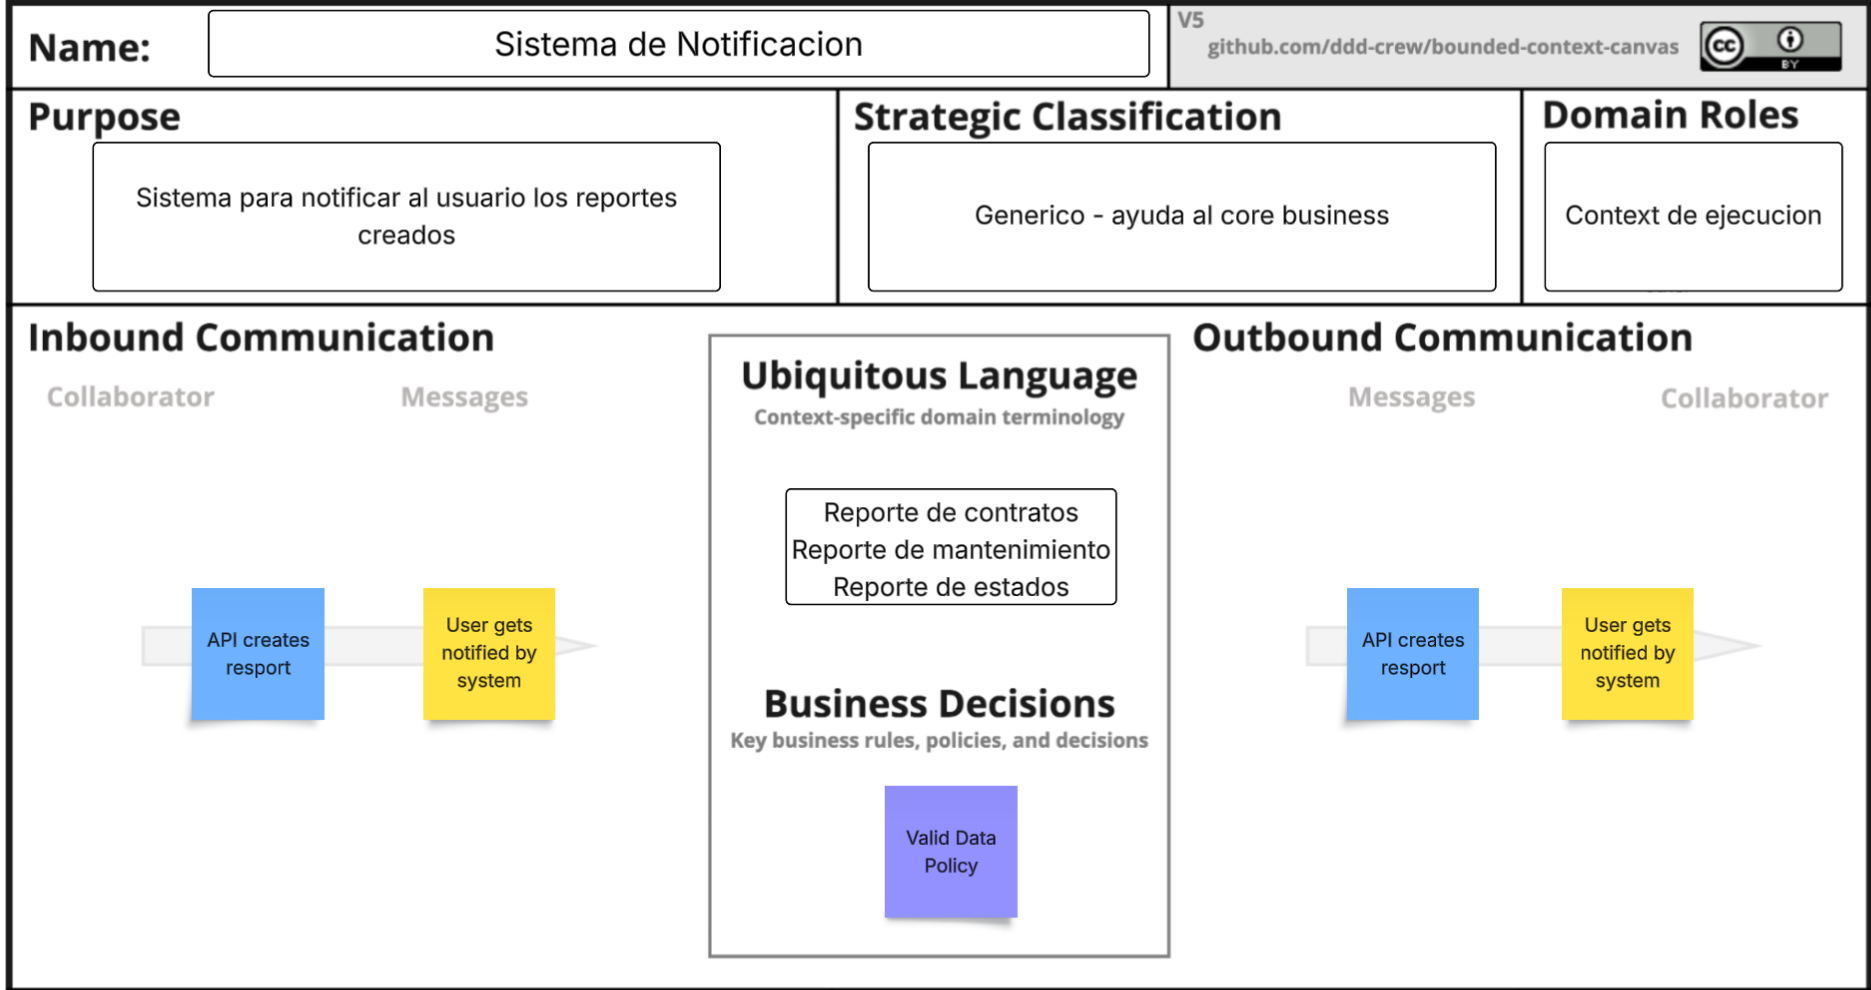 Name:
Sistema de Notificacion
V5
github.com/ddd-crew/bounded-context-canvas
cc
BY
Purpose
Sistema para notificar al usuario los reportes
creados
Strategic Classification
Generico - ayuda al core business
Domain Roles
Context de ejecucion
Inbound Communication
Collaborator
Messages
API creates
resport
User gets
notified by
system
Ubiquitous Language
Context-specific domain terminology
Reporte de contratos
Reporte de mantenimiento
Reporte de estados
Business Decisions
Key business rules, policies, and decisions
Valid Data
Policy
Outbound Communication
Messages
Collaborator
API creates
resport
User gets
notified by
system